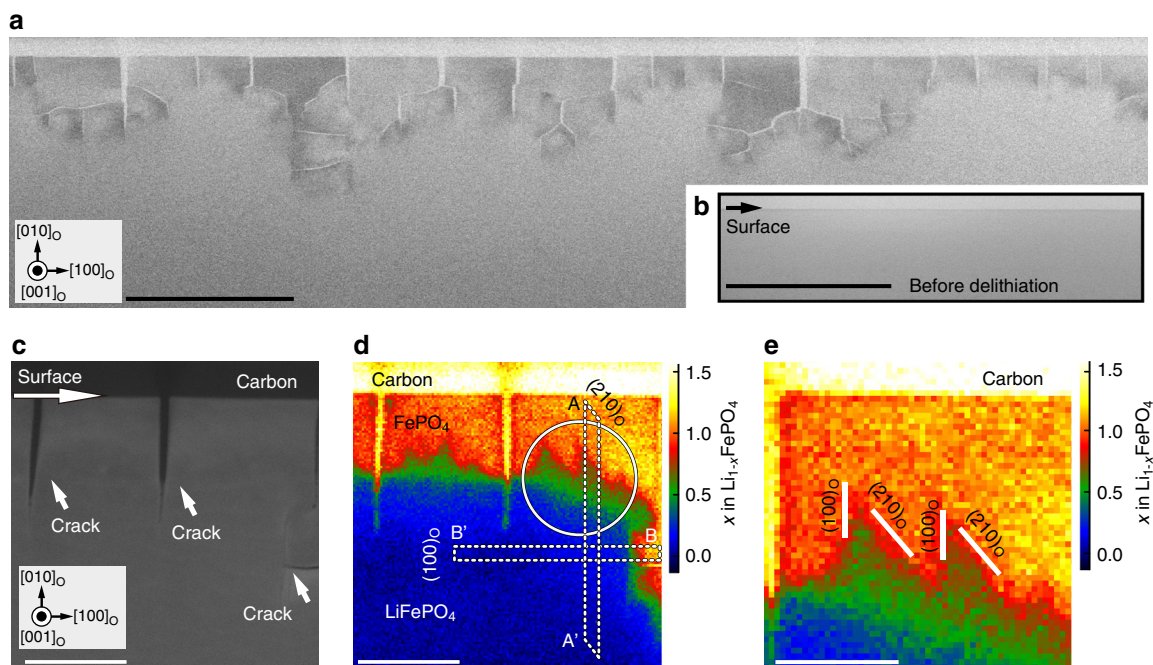 a
[010]O
[100]O
[001]O
b
Surface
Before delithiation
c
Surface
Carbon
Crack
Crack
Crack
[010]O
[100]O
[001]O
d
Carbon
FePO4
A
(210)O
B'
B
(100)O
LiFePO4
A'
1.5
1.0
0.5
0.0
x in Li1-xFePO4
e
Carbon
(100)O
(210)O
(100)O
(210)O
1.5
1.0
0.5
0.0
x in Li1-xFePO4